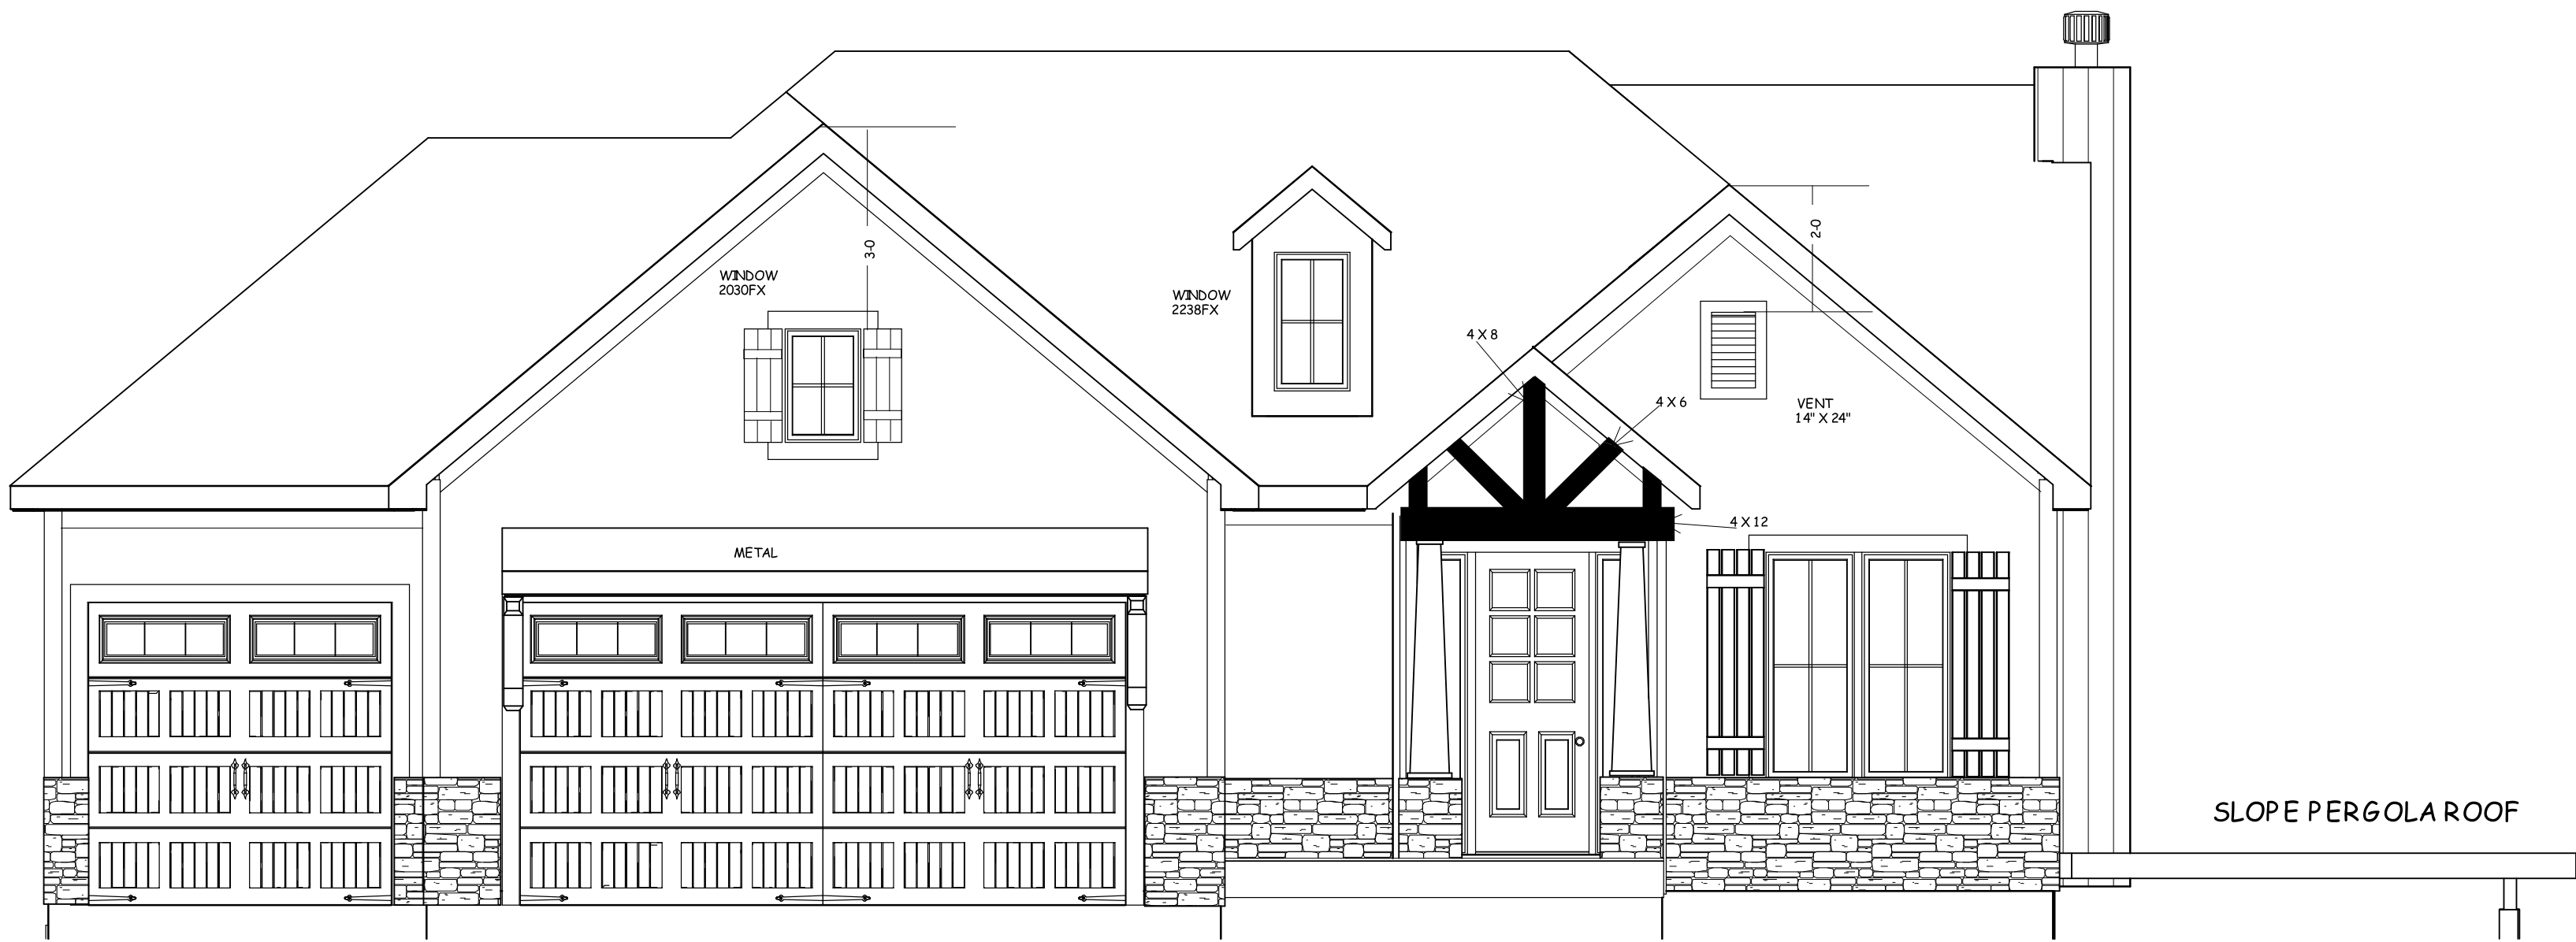 3-0
2-0
WINDOW
2030FX
WINDOW
2238FX
4 X 8
4 X 6
VENT
14" X 24"
4 X 12
METAL
SLOPE PERGOLA ROOF